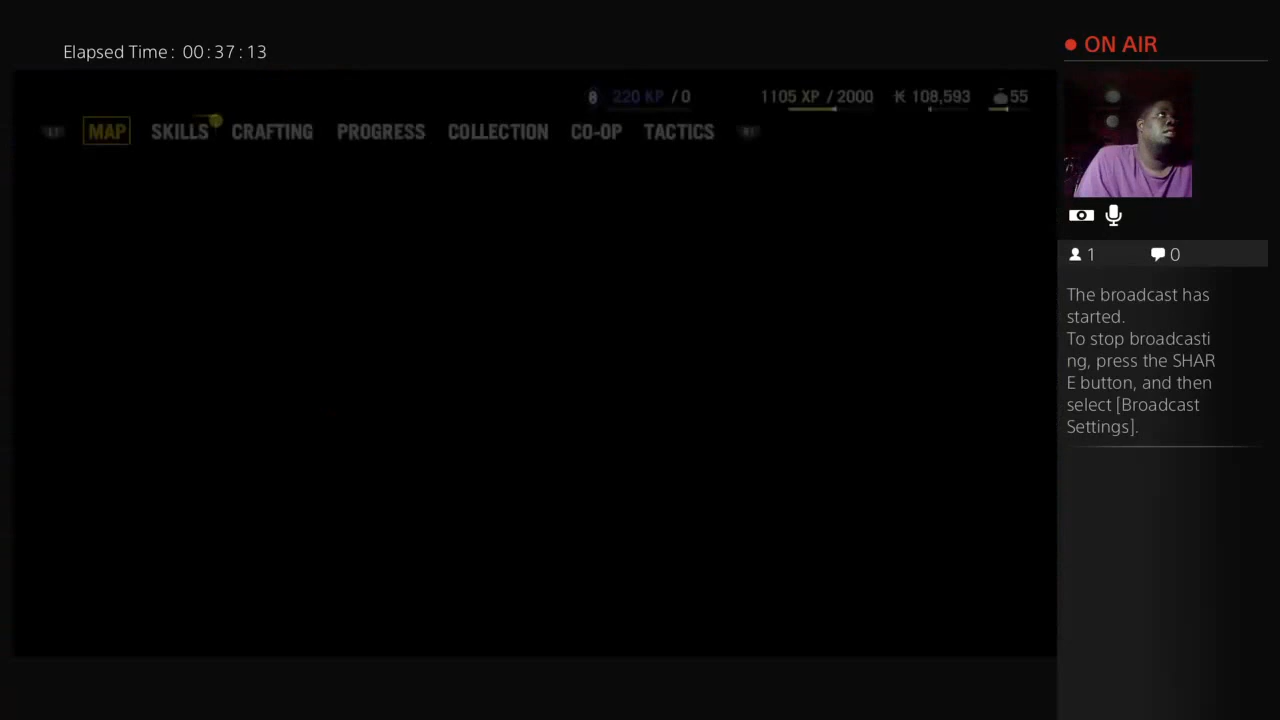 Elapsed Time: 00:37:13
ON AIR
220 KP / 0
1105 XP / 2000
108,593
55
MAP
SKILLS
CRAFTING
PROGRESS
COLLECTION
CO-OP
TACTICS
1
0
The broadcast has
started.
To stop broadcasti
ng, press the SHAR
E button, and then
select [Broadcast
Settings].